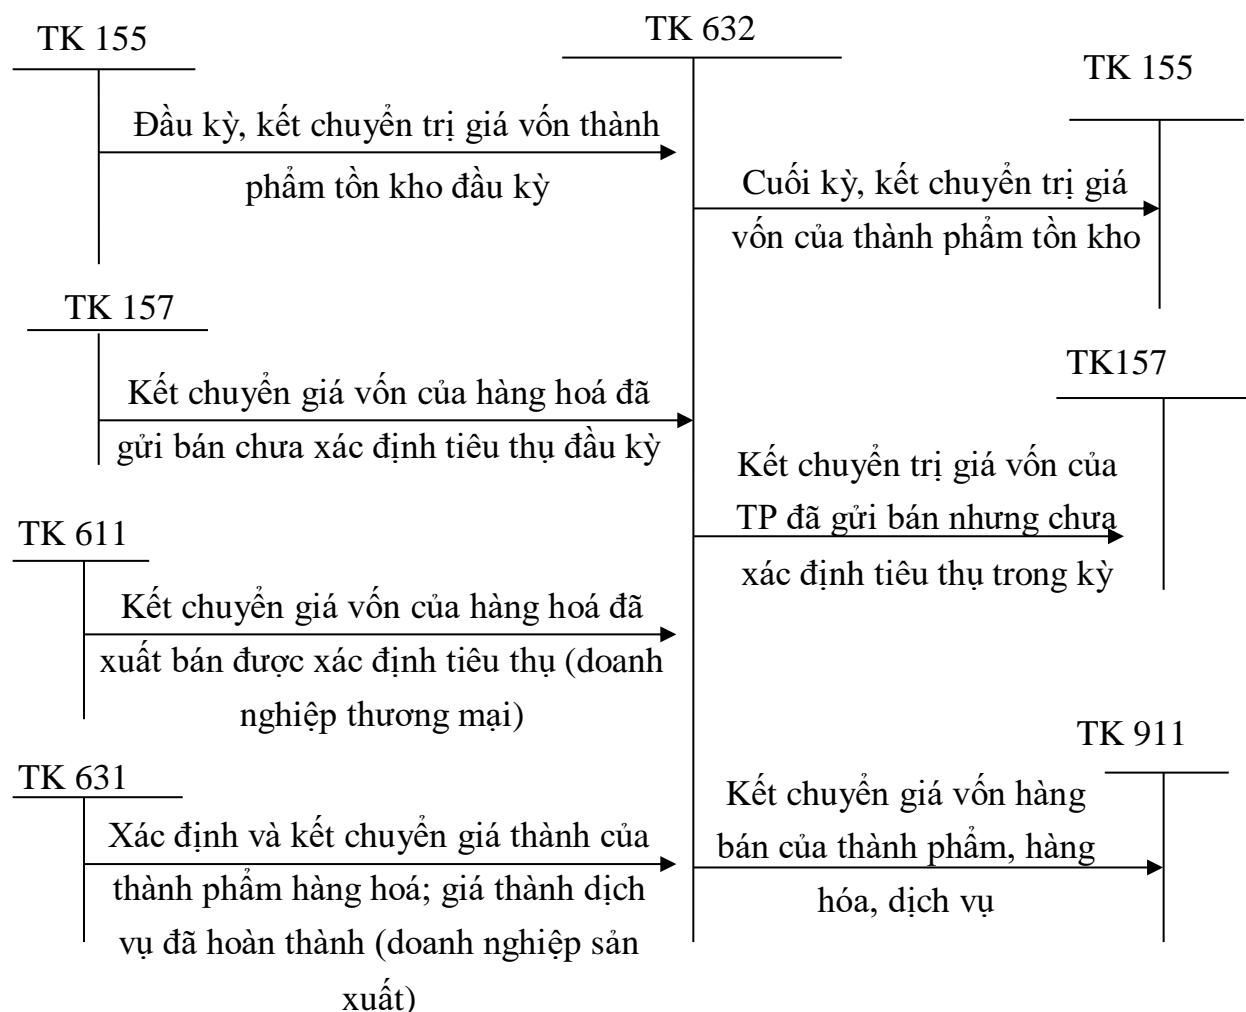 TK 155
TK 632
TK 155
Đầu kỳ, kết chuyển trị giá vốn thành
phẩm tồn kho đầu kỳ
Cuối kỳ, kết chuyển trị giá
vốn của thành phẩm tồn kho
TK 157
TK157
Kết chuyển giá vốn của hàng hoá đã
gửi bán chưa xác định tiêu thụ đầu kỳ
Kết chuyển trị giá vốn của
TP đã gửi bán nhưng chưa
xác định tiêu thụ trong kỳ
TK 611
Kết chuyển giá vốn của hàng hoá đã
xuất bán được xác định tiêu thụ (doanh
nghiệp thương mại)
TK 911
TK 631
Kết chuyển giá vốn hàng
bán của thành phẩm, hàng
hóa, dịch vụ
Xác định và kết chuyển giá thành của
thành phẩm hàng hoá; giá thành dịch
vụ đã hoàn thành (doanh nghiệp sản
xuất)